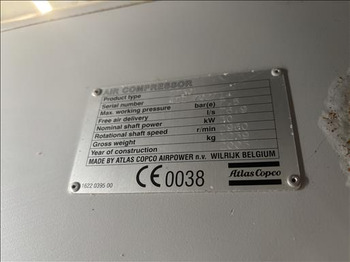 AIR COMPRESSOR
Product type
Serial number
Max. working pressure bar(e)
Free air delivery l/s
Nominal shaft power kW
Rotational shaft speed r/min
Gross weight kg
Year of construction
MADE BY ATLAS COPCO AIRPOWER n.v. WILRIJK BELGIUM
CE 0038
Atlas Copco
1622 0395 00